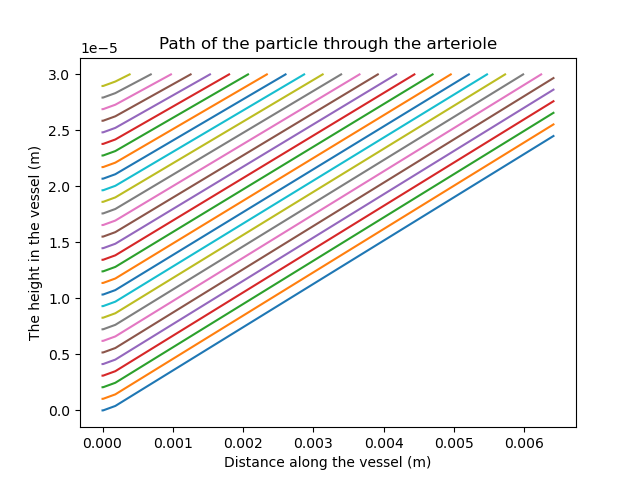 Path of the particle through the arteriole
1e−5
3.0
2.5
2.0
1.5
1.0
0.5
0.0
The height in the vessel (m)
0.000 0.001 0.002 0.003 0.004 0.005 0.006
Distance along the vessel (m)